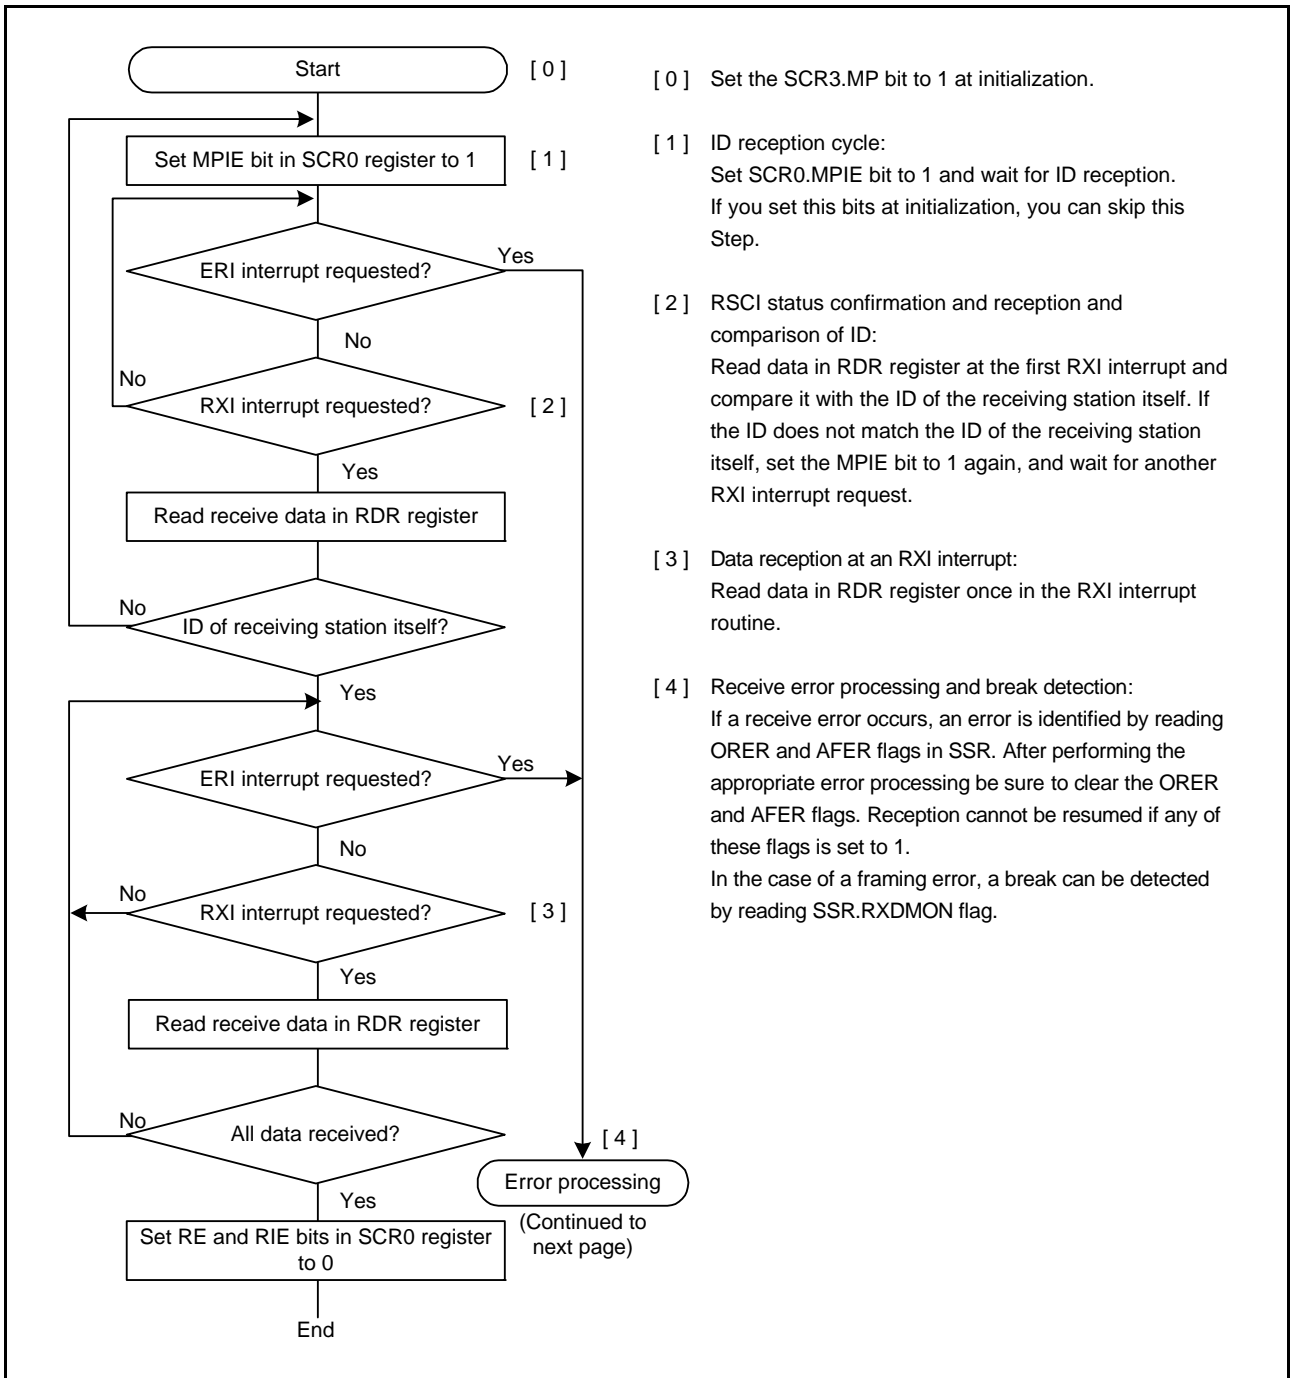 Start
[ 0 ]
Set MPIE bit in SCR0 register to 1
[ 1 ]
ERI interrupt requested?
Yes
No
RXI interrupt requested?
No
[ 2 ]
Yes
Read receive data in RDR register
ID of receiving station itself?
No
Yes
ERI interrupt requested?
Yes
No
RXI interrupt requested?
No
[ 3 ]
Yes
Read receive data in RDR register
All data received?
No
Yes
Set RE and RIE bits in SCR0 register
to 0
End
[ 4 ]
Error processing
(Continued to
next page)
[ 0 ] Set the SCR3.MP bit to 1 at initialization.
[ 1 ] ID reception cycle:
Set SCR0.MPIE bit to 1 and wait for ID reception.
If you set this bits at initialization, you can skip this
Step.
[ 2 ] RSCI status confirmation and reception and
comparison of ID:
Read data in RDR register at the first RXI interrupt and
compare it with the ID of the receiving station itself. If
the ID does not match the ID of the receiving station
itself, set the MPIE bit to 1 again, and wait for another
RXI interrupt request.
[ 3 ] Data reception at an RXI interrupt:
Read data in RDR register once in the RXI interrupt
routine.
[ 4 ] Receive error processing and break detection:
If a receive error occurs, an error is identified by reading
ORER and AFER flags in SSR. After performing the
appropriate error processing be sure to clear the ORER
and AFER flags. Reception cannot be resumed if any of
these flags is set to 1.
In the case of a framing error, a break can be detected
by reading SSR.RXDMON flag.